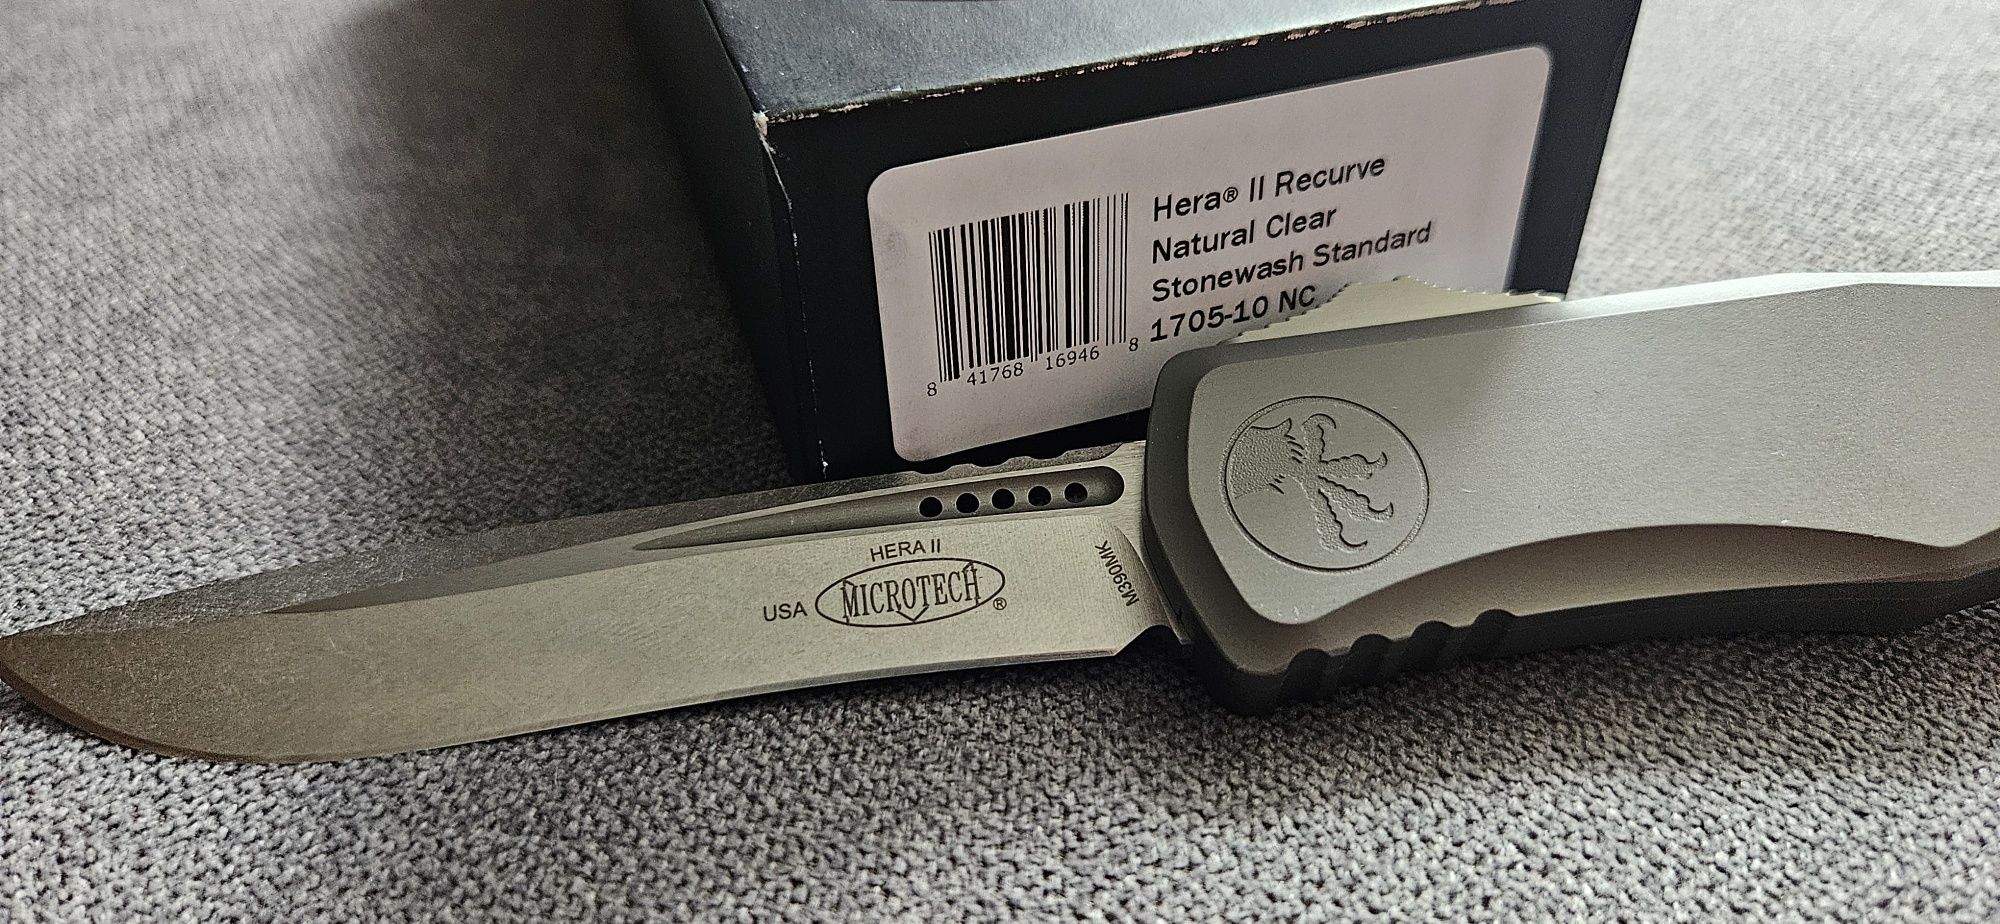 Hera® II Recurve
Natural Clear
Stonewash Standard
1705-10 NC
8 41768 16946 8
HERA II
USA MICROTECH ®
M390MK